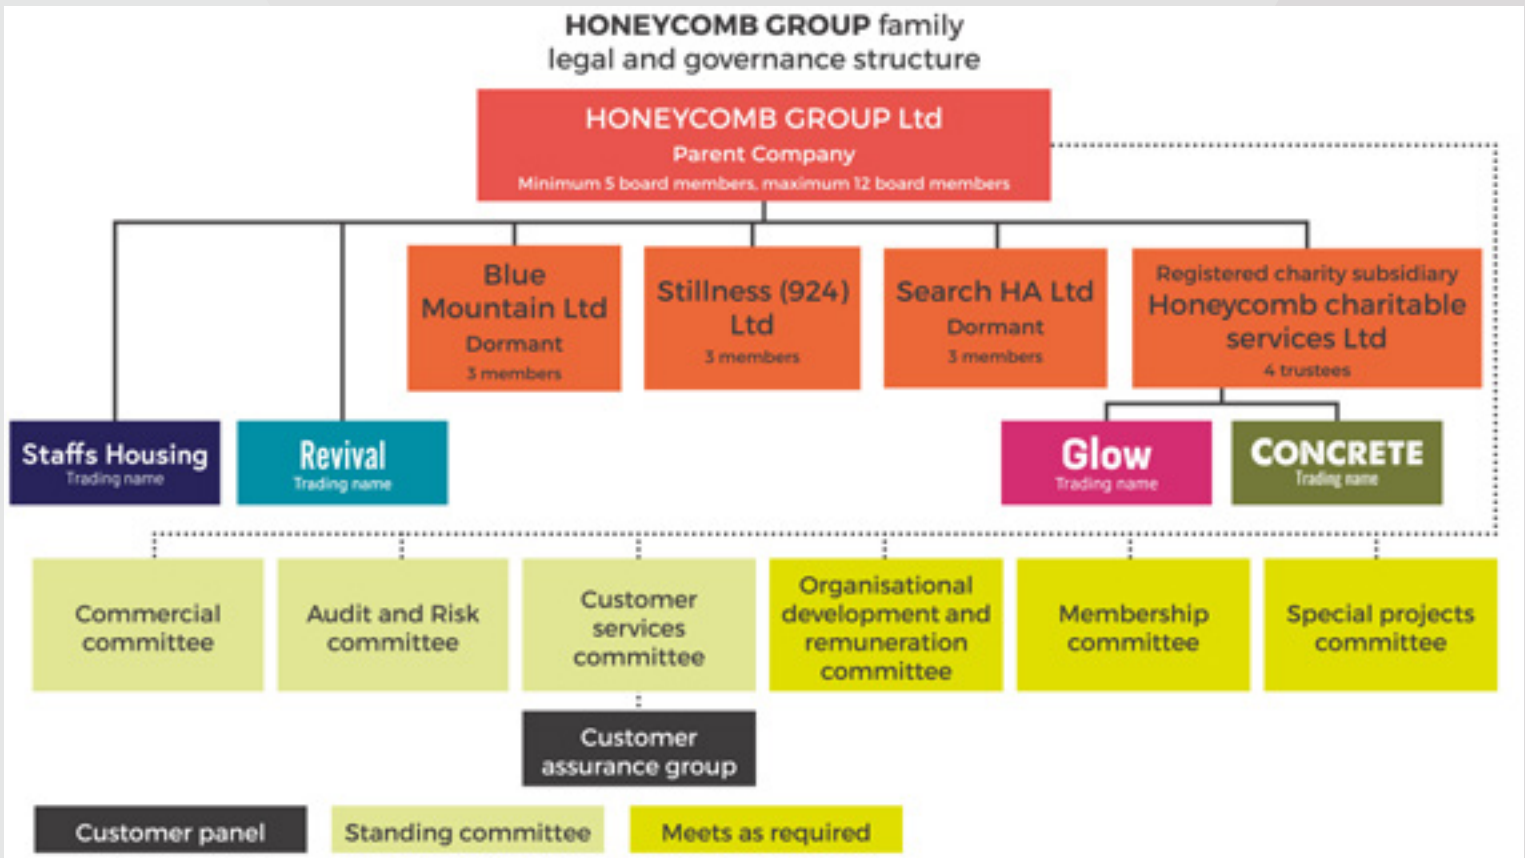 HONEYCOMB GROUP family
legal and governance structure
HONEYCOMB GROUP Ltd
Parent Company
Minimum 5 board members, maximum 12 board members
Blue
Mountain Ltd
Dormant
3 members
Stillness (924)
Ltd
3 members
Search HA Ltd
Dormant
3 members
Registered charity subsidiary
Honeycomb charitable
services Ltd
4 trustees
Staffs Housing
Trading name
Revival
Trading name
Glow
Trading name
CONCRETE
Trading name
Commercial
committee
Audit and Risk
committee
Customer
services
committee
Organisational
development and
remuneration
committee
Membership
committee
Special projects
committee
Customer
assurance group
Customer panel
Standing committee
Meets as required